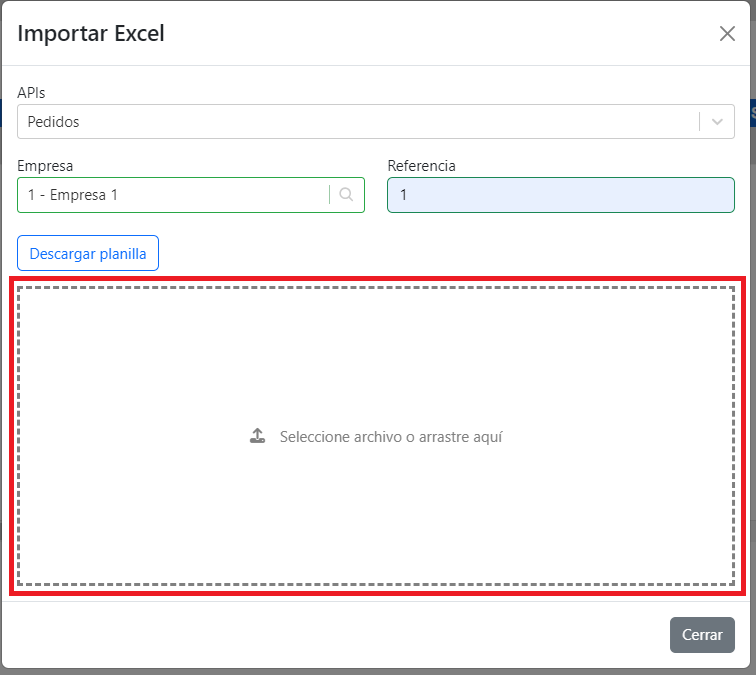 Importar Excel
APIs
Pedidos
Empresa
Referencia
1 - Empresa 1
1
Descargar planilla
Seleccione archivo o arrastre aquí
Cerrar